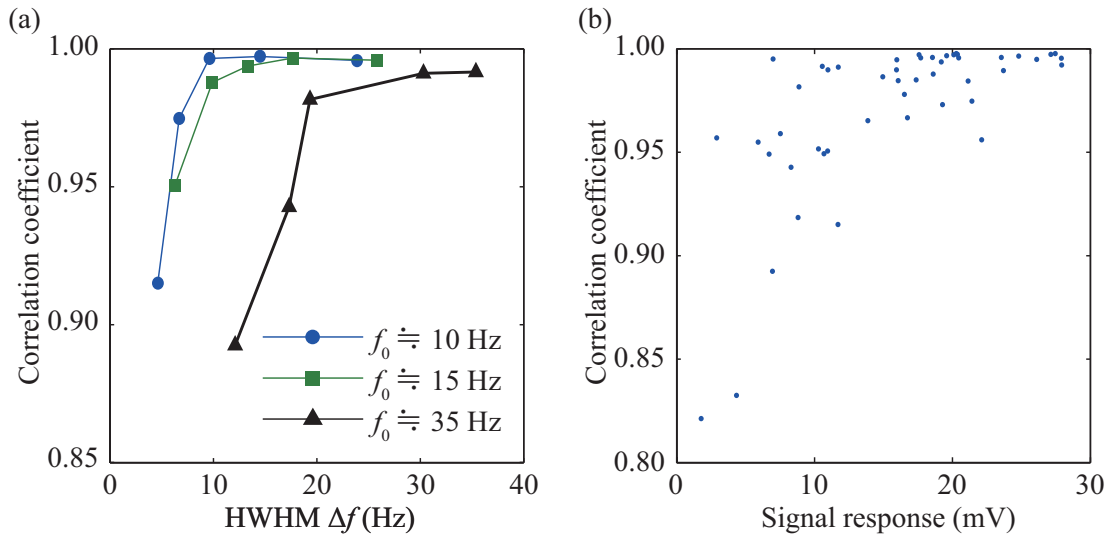 (a)
1.00
0.95
0.90
0.85
Correlation coefficient
f₀ ≒ 10 Hz
f₀ ≒ 15 Hz
f₀ ≒ 35 Hz
0
10
20
30
40
HWHM Δf (Hz)
(b)
1.00
0.95
0.90
0.85
0.80
Correlation coefficient
0
10
20
30
Signal response (mV)